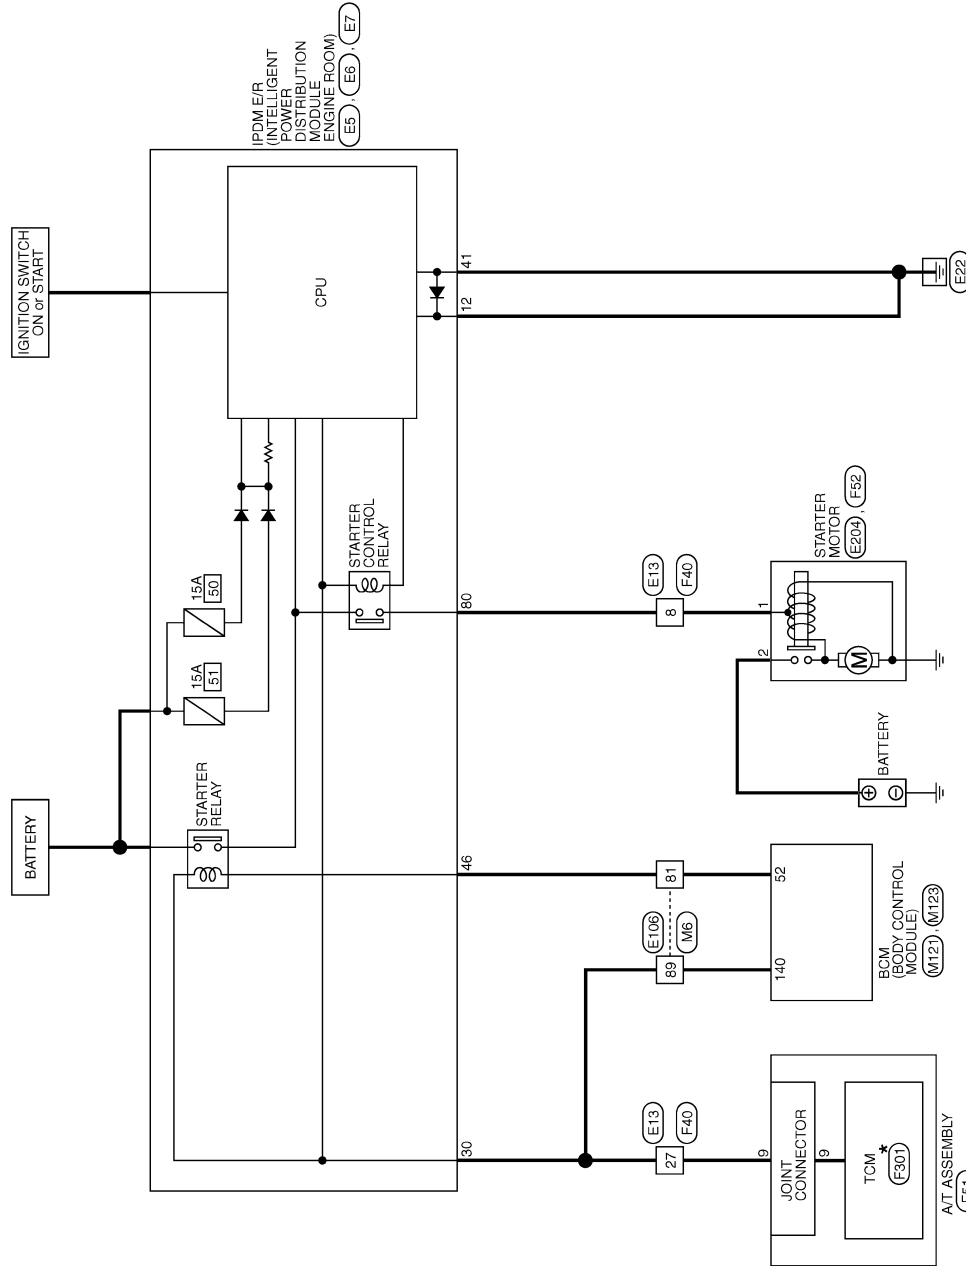 IGNITION SWITCH
ON or START
BATTERY
IPDM E/R
(INTELLIGENT
POWER
DISTRIBUTION
MODULE
ENGINE ROOM)
E5 , E6 , E7
CPU
15A
50
15A
51
STARTER
RELAY
STARTER
CONTROL
RELAY
41
12
80
46
30
E22
E13
8
F40
81
E106
89
M6
E13
27
F40
1
2
M
STARTER
MOTOR
E204 , F52
BATTERY
52
140
BCM
(BODY CONTROL
MODULE)
M121 , M123
9
JOINT
CONNECTOR
9
TCM *
F301
A/T ASSEMBLY